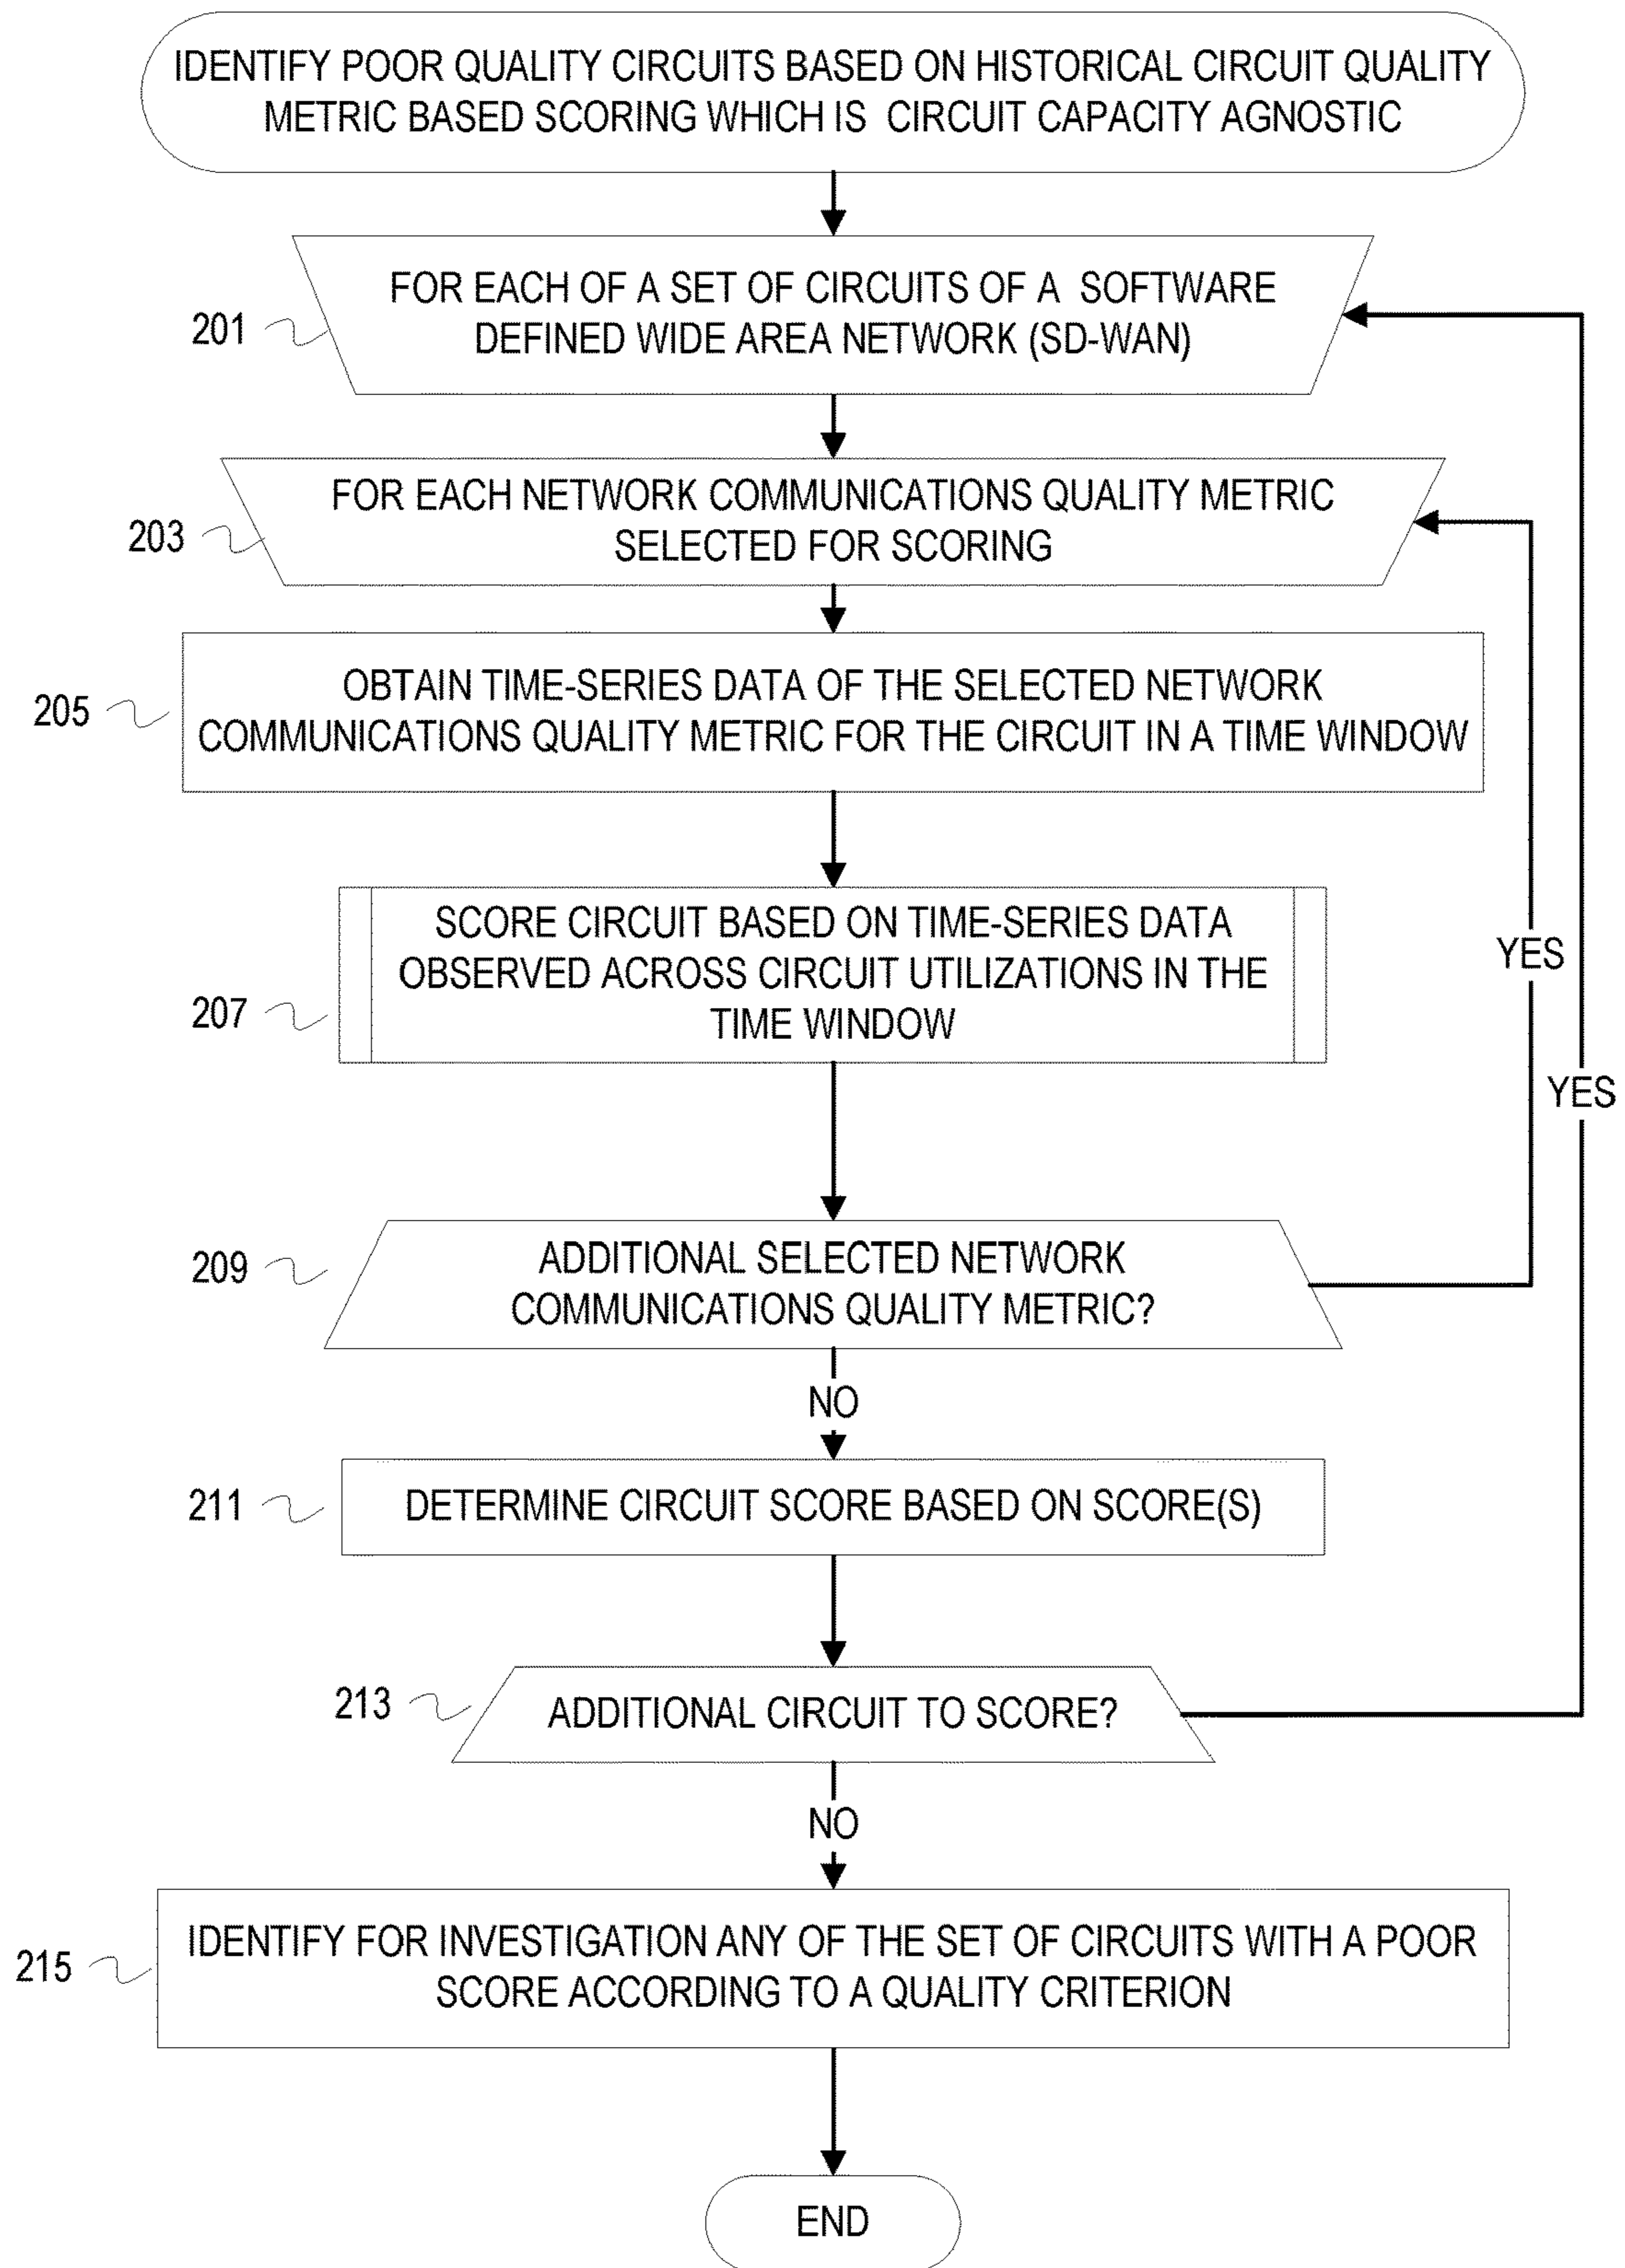 IDENTIFY POOR QUALITY CIRCUITS BASED ON HISTORICAL CIRCUIT QUALITY
METRIC BASED SCORING WHICH IS CIRCUIT CAPACITY AGNOSTIC
201
FOR EACH OF A SET OF CIRCUITS OF A SOFTWARE
DEFINED WIDE AREA NETWORK (SD-WAN)
203
FOR EACH NETWORK COMMUNICATIONS QUALITY METRIC
SELECTED FOR SCORING
205
OBTAIN TIME-SERIES DATA OF THE SELECTED NETWORK
COMMUNICATIONS QUALITY METRIC FOR THE CIRCUIT IN A TIME WINDOW
207
SCORE CIRCUIT BASED ON TIME-SERIES DATA
OBSERVED ACROSS CIRCUIT UTILIZATIONS IN THE
TIME WINDOW
YES
YES
209
ADDITIONAL SELECTED NETWORK
COMMUNICATIONS QUALITY METRIC?
NO
211
DETERMINE CIRCUIT SCORE BASED ON SCORE(S)
213
ADDITIONAL CIRCUIT TO SCORE?
NO
215
IDENTIFY FOR INVESTIGATION ANY OF THE SET OF CIRCUITS WITH A POOR
SCORE ACCORDING TO A QUALITY CRITERION
END